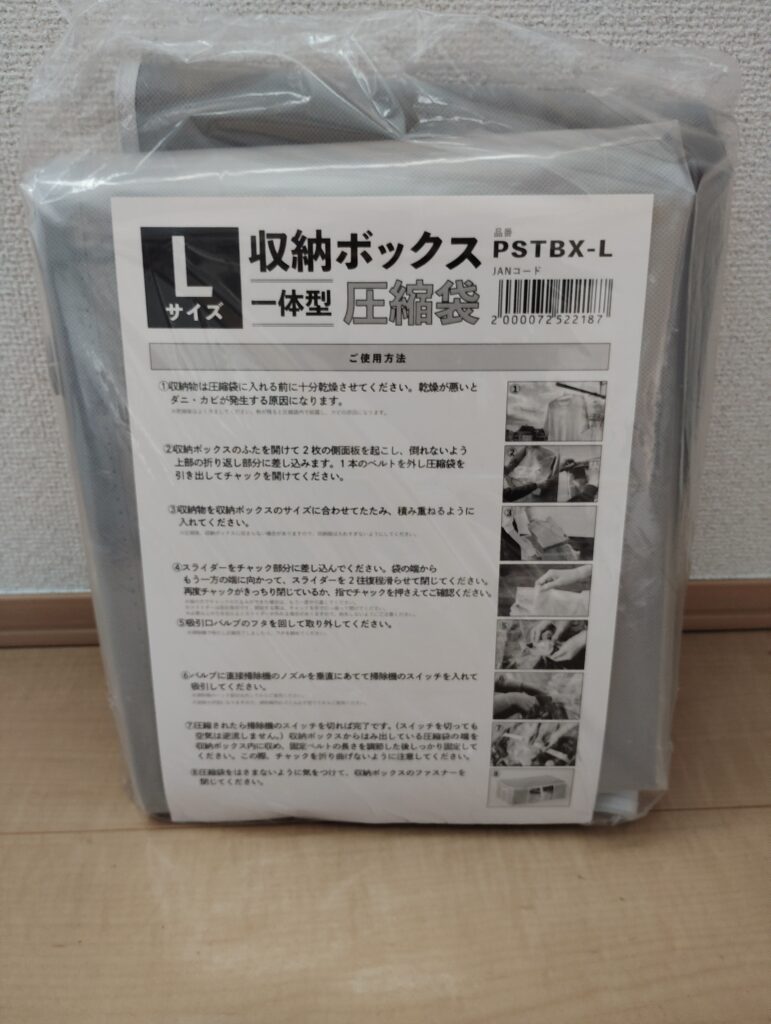 L
サイズ
収納ボックス
一体型 圧縮袋
品番
PSTBX-L
JANコード
2000072522187
ご使用方法
①収納物は圧縮袋に入れる前に十分乾燥させてください。乾燥が悪いと
ダニ・カビが発生する原因になります。
②収納ボックスのふたを開けて2枚の側面板を起こし、倒れないよう
上部の折り返し部分に差し込みます。1本のベルトを外し圧縮袋を
引き出してチャックを開けてください。
③収納物を収納ボックスのサイズに合わせてたたみ、積み重ねるように
入れてください。
④スライダーをチャック部分に差し込んでください。袋の端から
もう一方の端に向かって、スライダーを2往復程滑らせて閉じてください。
再度チャックがきっちり閉じているか、指でチャックを押さえてご確認ください。
⑤吸引口バルブのフタを回して取り外してください。
⑥バルブに直接掃除機のノズルを垂直にあてて掃除機のスイッチを入れて
吸引してください。
⑦圧縮されたら掃除機のスイッチを切れば完了です。(スイッチを切っても
空気は逆流しません。)収納ボックスからはみ出している圧縮袋の端を
収納ボックス内に収め、固定ベルトの長さを調節した後しっかり固定して
ください。この際、チャックを折り曲げないように注意してください。
⑧圧縮袋をはさまないように気をつけて、収納ボックスのファスナーを
閉じてください。
①
②
③
④
⑤
⑥
⑦
⑧